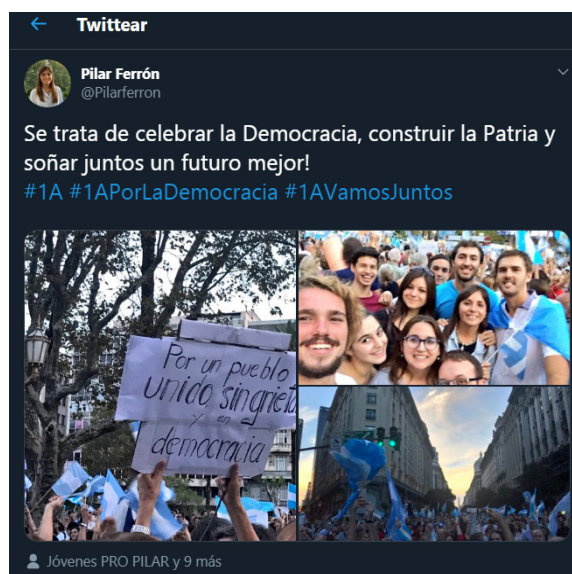 Twittear
Pilar Ferrón
@Pilarferron
Se trata de celebrar la Democracia, construir la Patria y
soñar juntos un futuro mejor!
#1A #1APorLaDemocracia #1AVamosJuntos
Por un pueblo
unido sin grieta
y en
democracia
Jóvenes PRO PILAR y 9 más